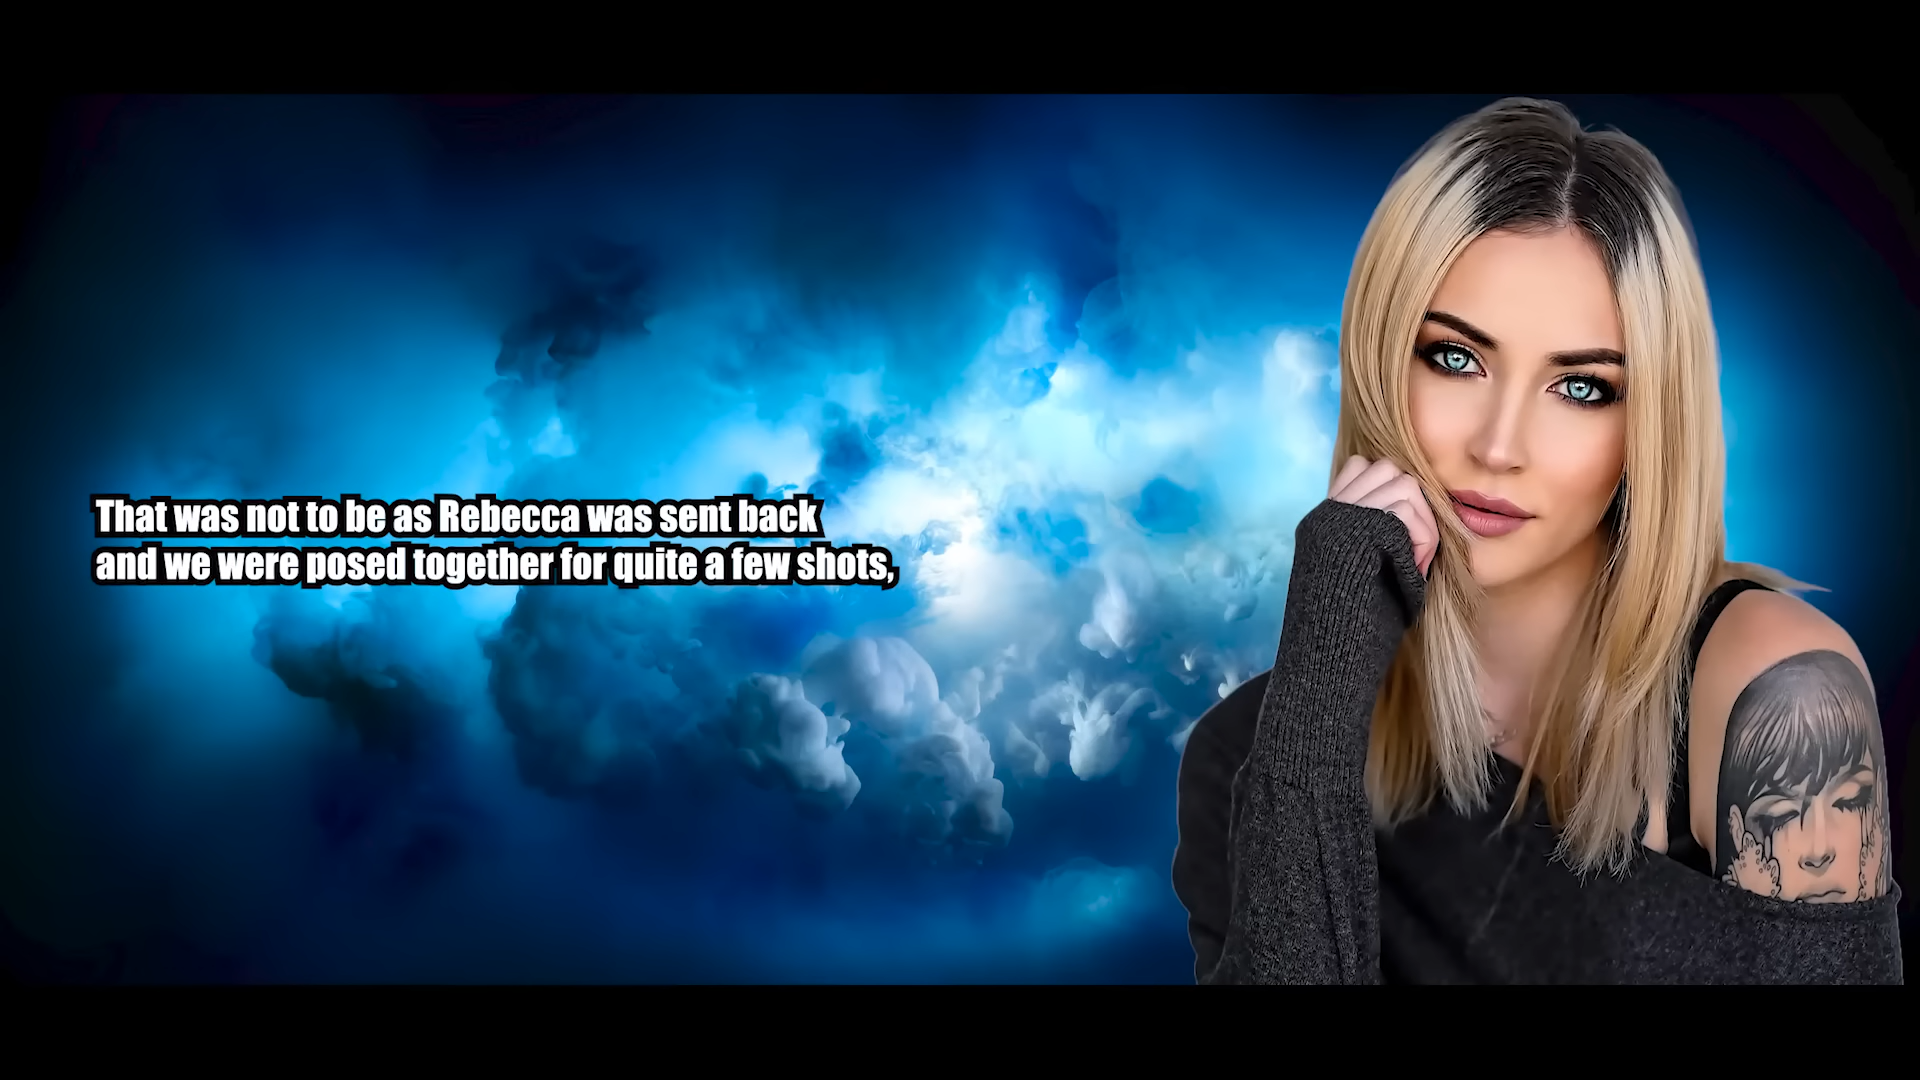 That was not to be as Rebecca was sent back
and we were posed together for quite a few shots,